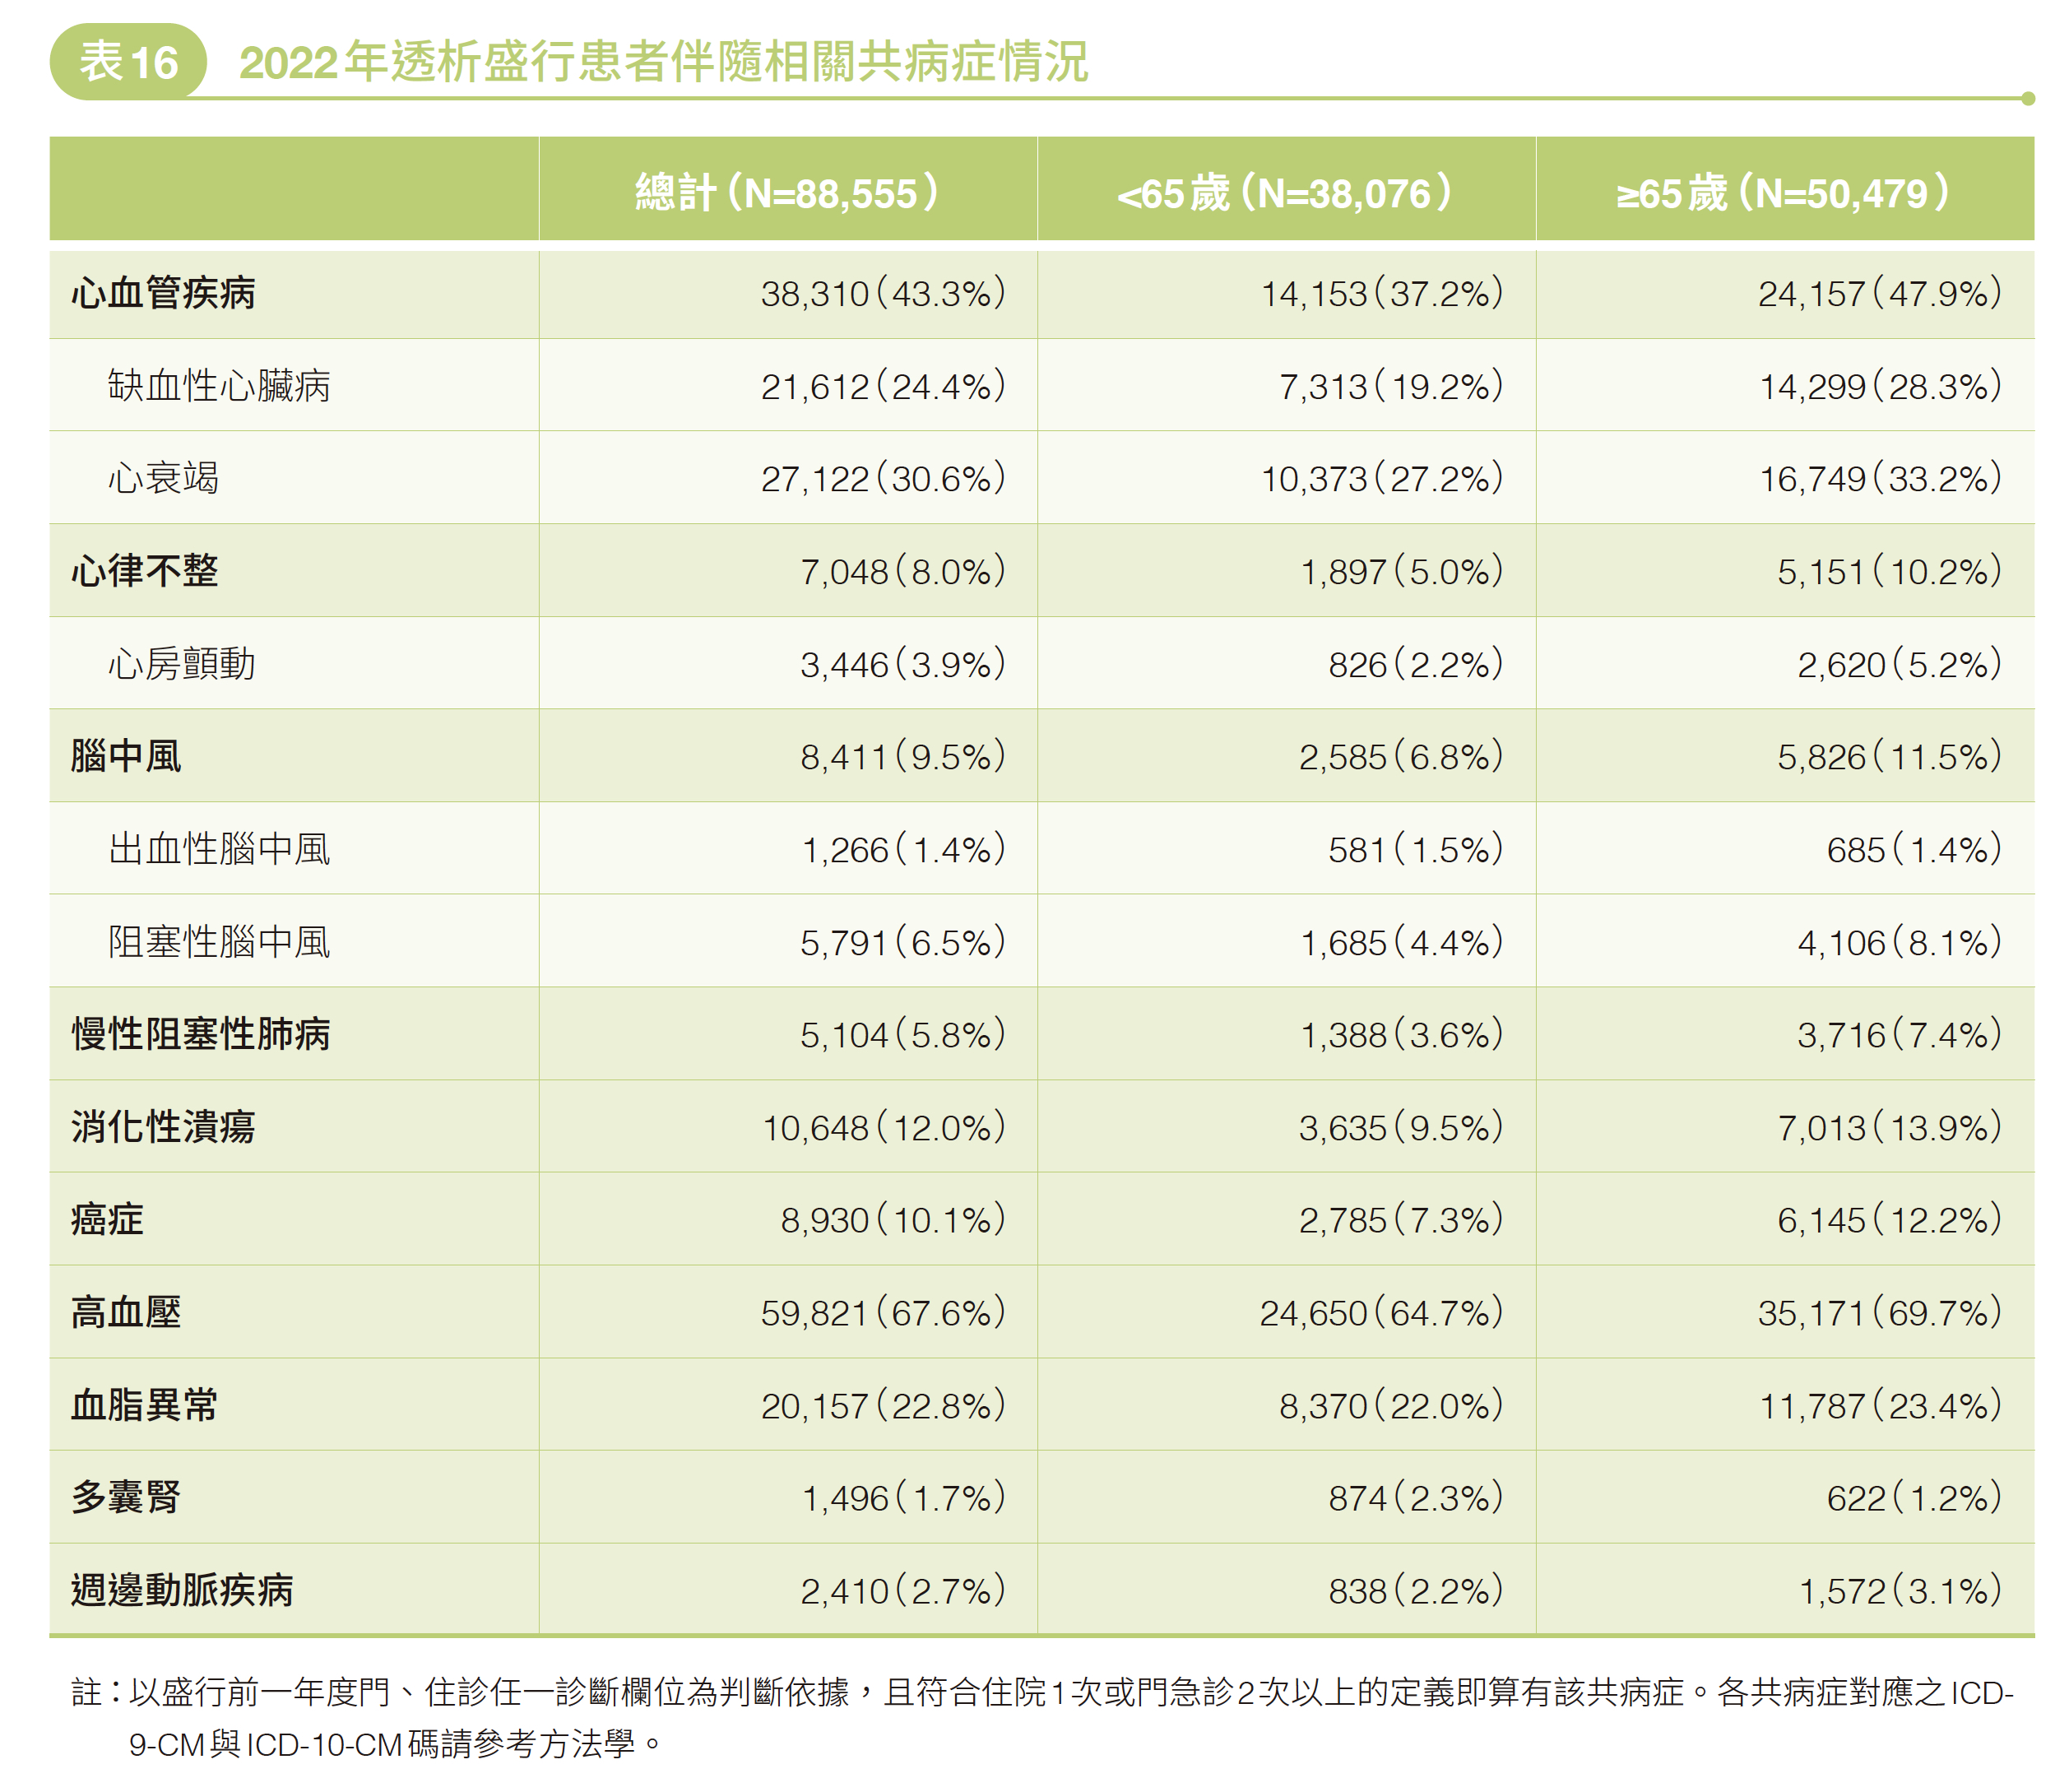 表16 2022年透析盛行患者伴隨相關共病症情況
總計（N=88,555） <65歲（N=38,076） ≥65歲（N=50,479）
心血管疾病 38,310（43.3%） 14,153（37.2%） 24,157（47.9%）
缺血性心臟病 21,612（24.4%） 7,313（19.2%） 14,299（28.3%）
心衰竭 27,122（30.6%） 10,373（27.2%） 16,749（33.2%）
心律不整 7,048（8.0%） 1,897（5.0%） 5,151（10.2%）
心房顫動 3,446（3.9%） 826（2.2%） 2,620（5.2%）
腦中風 8,411（9.5%） 2,585（6.8%） 5,826（11.5%）
出血性腦中風 1,266（1.4%） 581（1.5%） 685（1.4%）
阻塞性腦中風 5,791（6.5%） 1,685（4.4%） 4,106（8.1%）
慢性阻塞性肺病 5,104（5.8%） 1,388（3.6%） 3,716（7.4%）
消化性潰瘍 10,648（12.0%） 3,635（9.5%） 7,013（13.9%）
癌症 8,930（10.1%） 2,785（7.3%） 6,145（12.2%）
高血壓 59,821（67.6%） 24,650（64.7%） 35,171（69.7%）
血脂異常 20,157（22.8%） 8,370（22.0%） 11,787（23.4%）
多囊腎 1,496（1.7%） 874（2.3%） 622（1.2%）
週邊動脈疾病 2,410（2.7%） 838（2.2%） 1,572（3.1%）
註：以盛行前一年度門、住診任一診斷欄位為判斷依據，且符合住院1次或門急診2次以上的定義即算有該共病症。各共病症對應之ICD-
9-CM與ICD-10-CM碼請參考方法學。